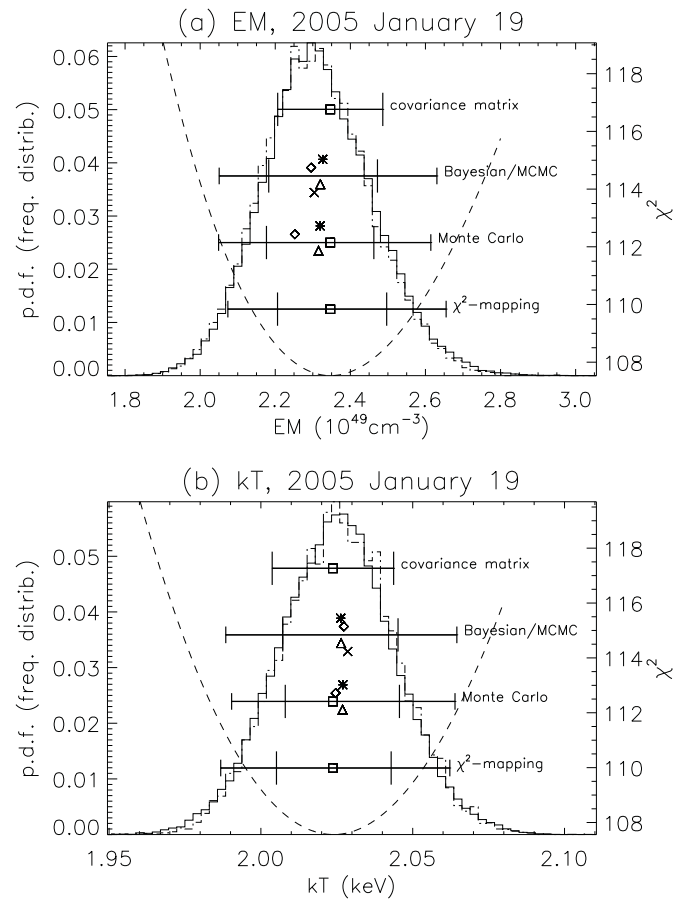 (a) EM, 2005 January 19
p.d.f. (freq. distrib.)
0.06
0.05
0.04
0.03
0.02
0.01
0.00
covariance matrix
Bayesian/MCMC
Monte Carlo
χ²-mapping
118
116
114
112
110
108
χ²
1.8
2.0
2.2
2.4
2.6
2.8
3.0
EM (10⁴⁹cm⁻³)
(b) kT, 2005 January 19
p.d.f. (freq. distrib.)
0.05
0.04
0.03
0.02
0.01
0.00
covariance matrix
Bayesian/MCMC
Monte Carlo
χ²-mapping
118
116
114
112
110
108
χ²
1.95
2.00
2.05
2.10
kT (keV)